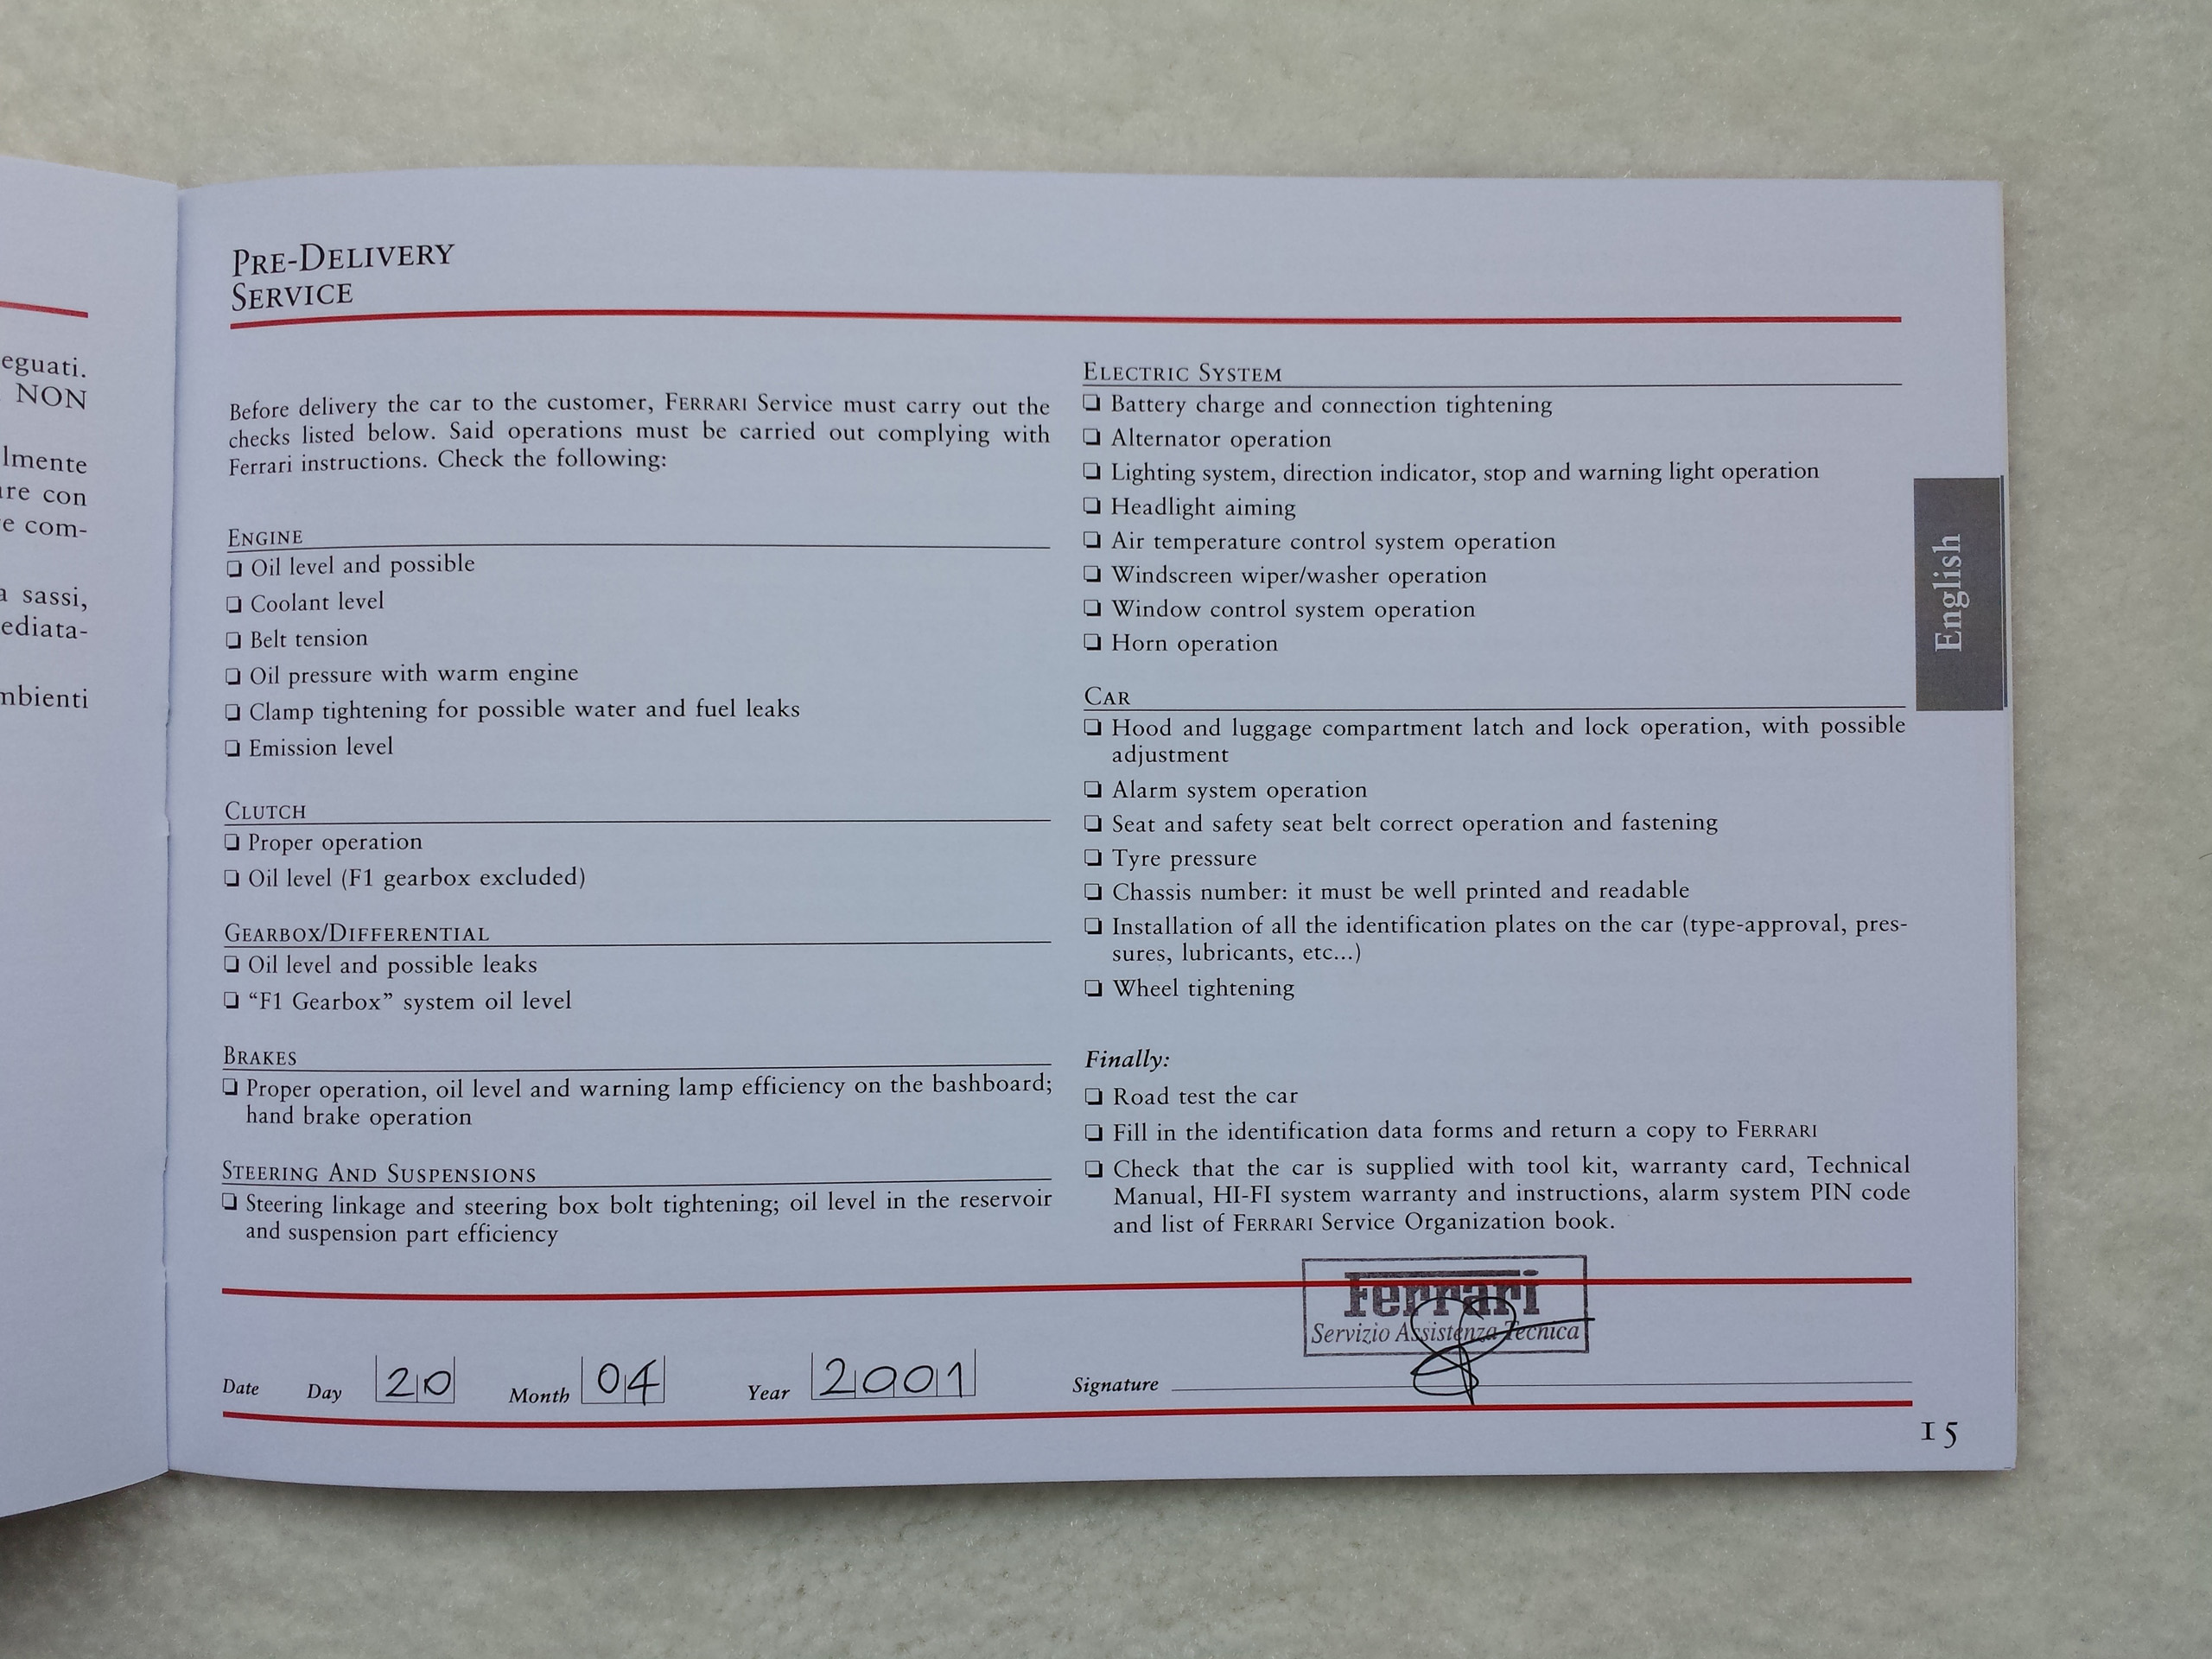 eguati.
NON
lmente
re con
e com-
a sassi,
ediata-
mbienti
PRE-DELIVERY
SERVICE
Before delivery the car to the customer, FERRARI Service must carry out the
checks listed below. Said operations must be carried out complying with
Ferrari instructions. Check the following:
ENGINE
❏ Oil level and possible
❏ Coolant level
❏ Belt tension
❏ Oil pressure with warm engine
❏ Clamp tightening for possible water and fuel leaks
❏ Emission level
CLUTCH
❏ Proper operation
❏ Oil level (F1 gearbox excluded)
GEARBOX/DIFFERENTIAL
❏ Oil level and possible leaks
❏ “F1 Gearbox” system oil level
BRAKES
❏ Proper operation, oil level and warning lamp efficiency on the bashboard;
hand brake operation
STEERING AND SUSPENSIONS
❏ Steering linkage and steering box bolt tightening; oil level in the reservoir
and suspension part efficiency
ELECTRIC SYSTEM
❏ Battery charge and connection tightening
❏ Alternator operation
❏ Lighting system, direction indicator, stop and warning light operation
❏ Headlight aiming
❏ Air temperature control system operation
❏ Windscreen wiper/washer operation
❏ Window control system operation
❏ Horn operation
CAR
❏ Hood and luggage compartment latch and lock operation, with possible
adjustment
❏ Alarm system operation
❏ Seat and safety seat belt correct operation and fastening
❏ Tyre pressure
❏ Chassis number: it must be well printed and readable
❏ Installation of all the identification plates on the car (type-approval, pres-
sures, lubricants, etc...)
❏ Wheel tightening
Finally:
❏ Road test the car
❏ Fill in the identification data forms and return a copy to FERRARI
❏ Check that the car is supplied with tool kit, warranty card, Technical
Manual, HI-FI system warranty and instructions, alarm system PIN code
and list of FERRARI Service Organization book.
English
Ferrari
Servizio Assistenza Tecnica
Date Day 20 Month 04 Year 2001 Signature
15